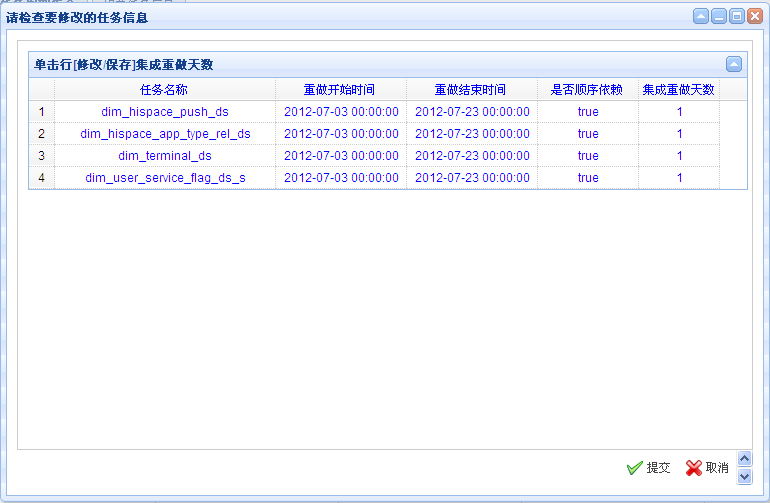 请检查要修改的任务信息
单击行[修改/保存]集成重做天数
任务名称 重做开始时间 重做结束时间 是否顺序依赖 集成重做天数
1 dim_hispace_push_ds 2012-07-03 00:00:00 2012-07-23 00:00:00 true 1
2 dim_hispace_app_type_rel_ds 2012-07-03 00:00:00 2012-07-23 00:00:00 true 1
3 dim_terminal_ds 2012-07-03 00:00:00 2012-07-23 00:00:00 true 1
4 dim_user_service_flag_ds_s 2012-07-03 00:00:00 2012-07-23 00:00:00 true 1
提交 取消